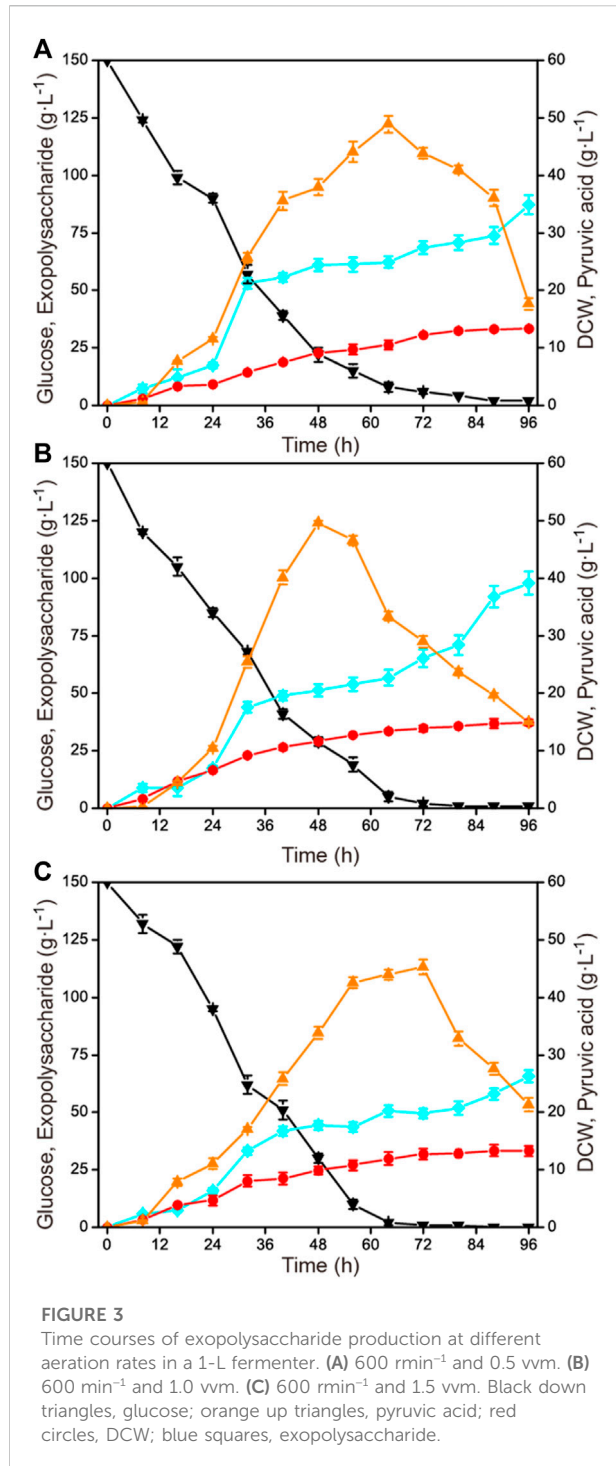 A
Glucose, Exopolysaccharide (g·L⁻¹)
150
125
100
75
50
25
0
60
50
40
30
20
10
0
DCW, Pyruvic acid (g·L⁻¹)
0 12 24 36 48 60 72 84 96
Time (h)
B
Glucose, Exopolysaccharide (g·L⁻¹)
150
125
100
75
50
25
0
60
50
40
30
20
10
0
DCW, Pyruvic acid (g·L⁻¹)
0 12 24 36 48 60 72 84 96
Time (h)
C
Glucose, Exopolysaccharide (g·L⁻¹)
150
125
100
75
50
25
0
60
50
40
30
20
10
0
DCW, Pyruvic acid (g·L⁻¹)
0 12 24 36 48 60 72 84 96
Time (h)
FIGURE 3
Time courses of exopolysaccharide production at different
aeration rates in a 1-L fermenter. (A) 600 rmin⁻¹ and 0.5 vvm. (B)
600 min⁻¹ and 1.0 vvm. (C) 600 rmin⁻¹ and 1.5 vvm. Black down
triangles, glucose; orange up triangles, pyruvic acid; red
circles, DCW; blue squares, exopolysaccharide.